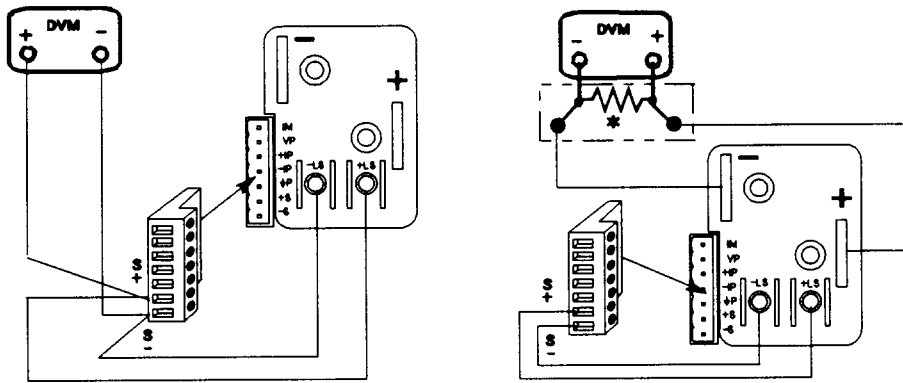 DVM
+ -
-
+
IM
VP
+IP
-IP
⏚P
+S
-S
-LS +LS
S +
S -
DVM
- +
*
-
+
IM
VP
+IP
-IP
⏚P
+S
-S
-LS +LS
S +
S -